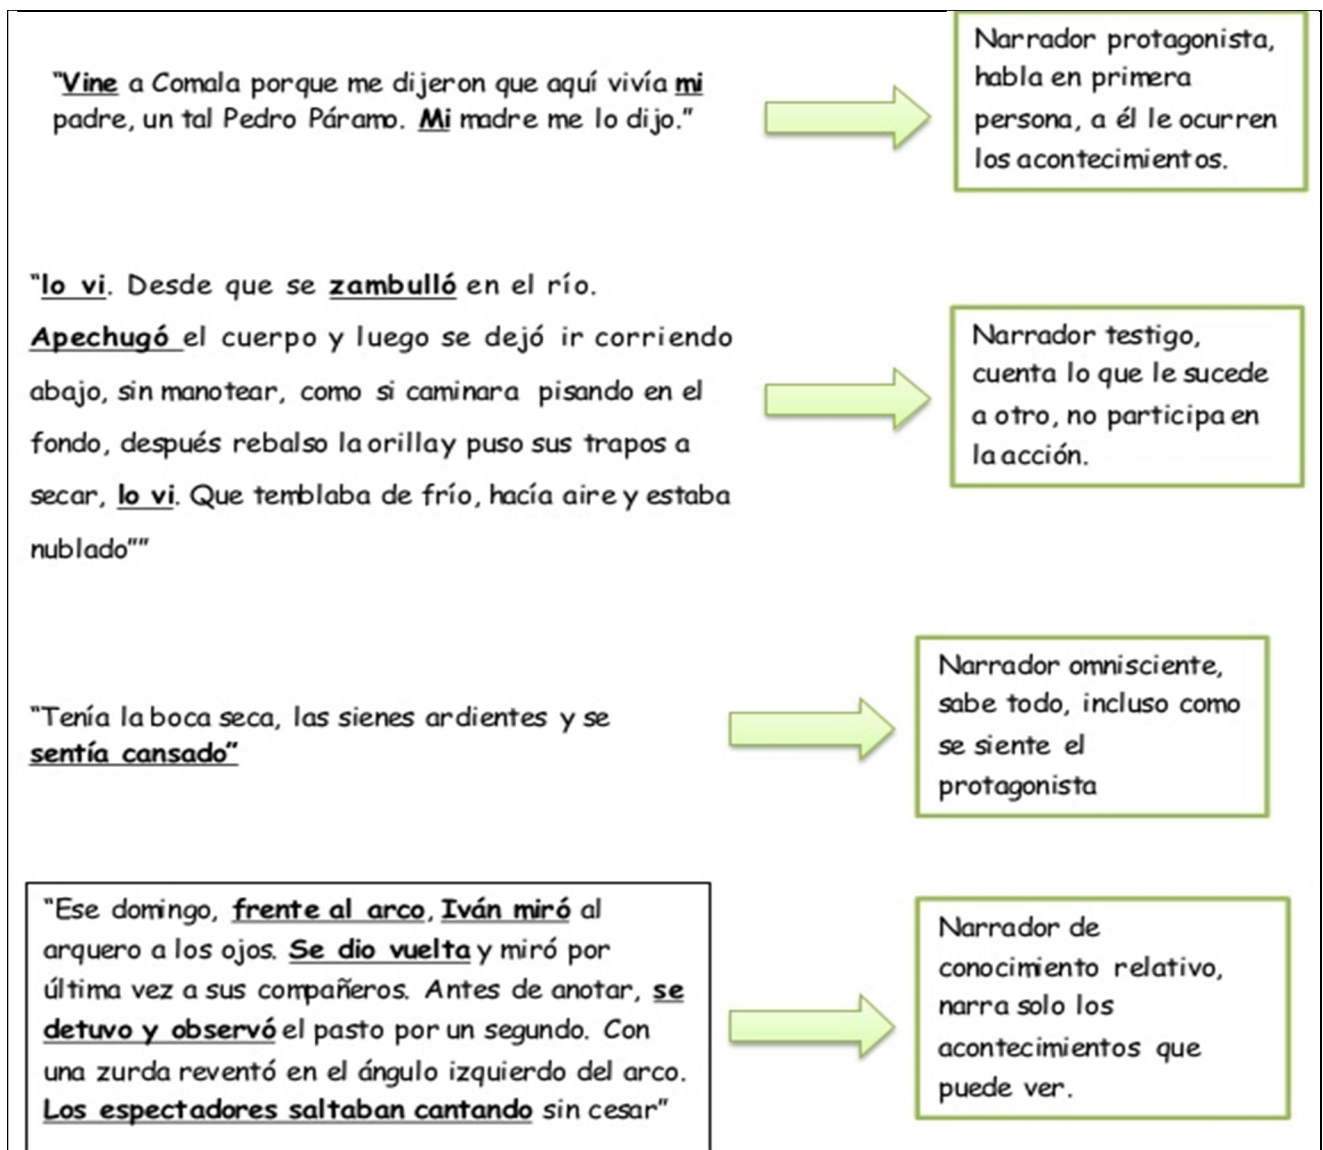 "Vine a Comala porque me dijeron que aquí vivía mi
padre, un tal Pedro Páramo. Mi madre me lo dijo."
Narrador protagonista,
habla en primera
persona, a él le ocurren
los acontecimientos.
"lo vi. Desde que se zambulló en el río.
Apechugó el cuerpo y luego se dejó ir corriendo
abajo, sin manotear, como si caminara pisando en el
fondo, después rebalso la orilla y puso sus trapos a
secar, lo vi. Que temblaba de frío, hacía aire y estaba
nublado""
Narrador testigo,
cuenta lo que le sucede
a otro, no participa en
la acción.
"Tenía la boca seca, las sienes ardientes y se
sentía cansado"
Narrador omnisciente,
sabe todo, incluso como
se siente el
protagonista
"Ese domingo, frente al arco, Iván miró al
arquero a los ojos. Se dio vuelta y miró por
última vez a sus compañeros. Antes de anotar, se
detuvo y observó el pasto por un segundo. Con
una zurda reventó en el ángulo izquierdo del arco.
Los espectadores saltaban cantando sin cesar"
Narrador de
conocimiento relativo,
narra solo los
acontecimientos que
puede ver.